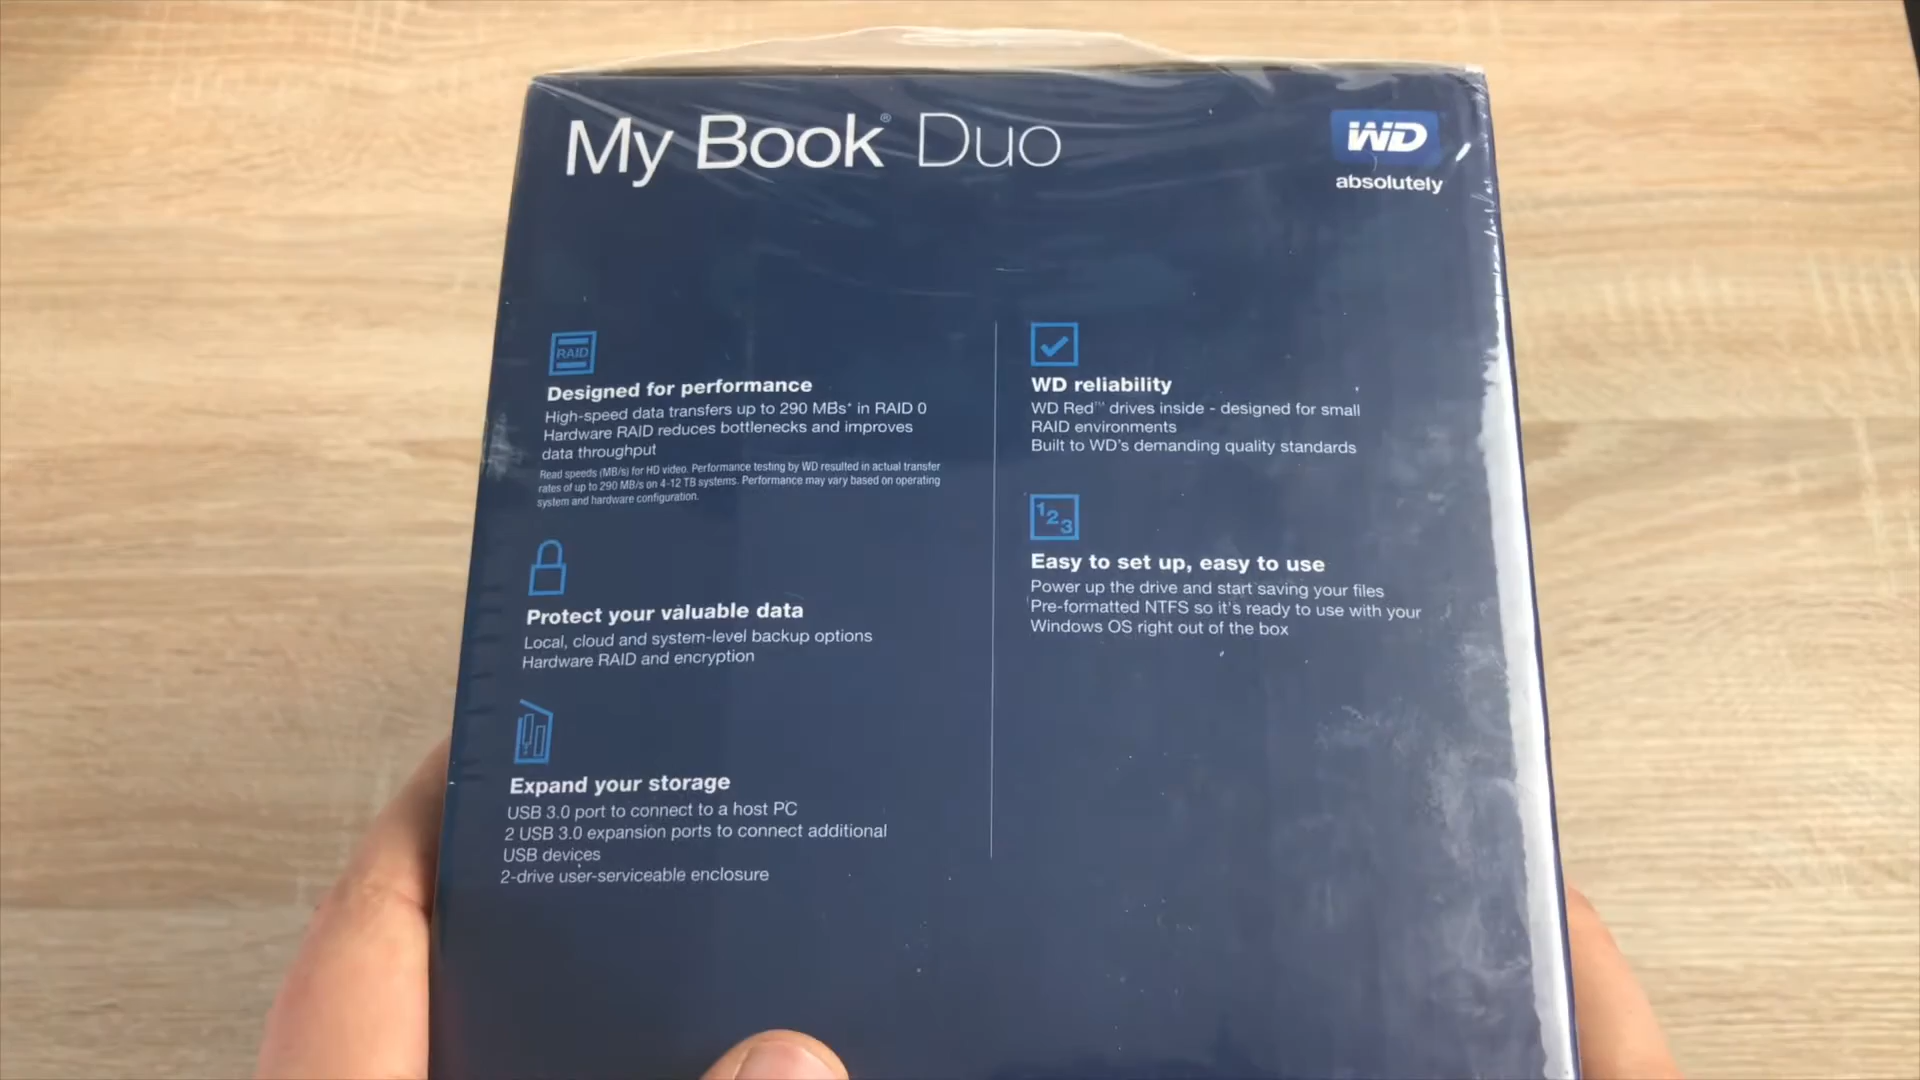 My Book® Duo
WD
absolutely
RAID
Designed for performance
High-speed data transfers up to 290 MBs* in RAID 0
Hardware RAID reduces bottlenecks and improves
data throughput
Read speeds (MB/s) for HD video. Performance testing by WD resulted in actual transfer
rates of up to 290 MB/s on 4-12 TB systems. Performance may vary based on operating
system and hardware configuration.
Protect your valuable data
Local, cloud and system-level backup options
Hardware RAID and encryption
Expand your storage
USB 3.0 port to connect to a host PC
2 USB 3.0 expansion ports to connect additional
USB devices
2-drive user-serviceable enclosure
WD reliability
WD Red™ drives inside - designed for small
RAID environments
Built to WD's demanding quality standards
123
Easy to set up, easy to use
Power up the drive and start saving your files
Pre-formatted NTFS so it's ready to use with your
Windows OS right out of the box